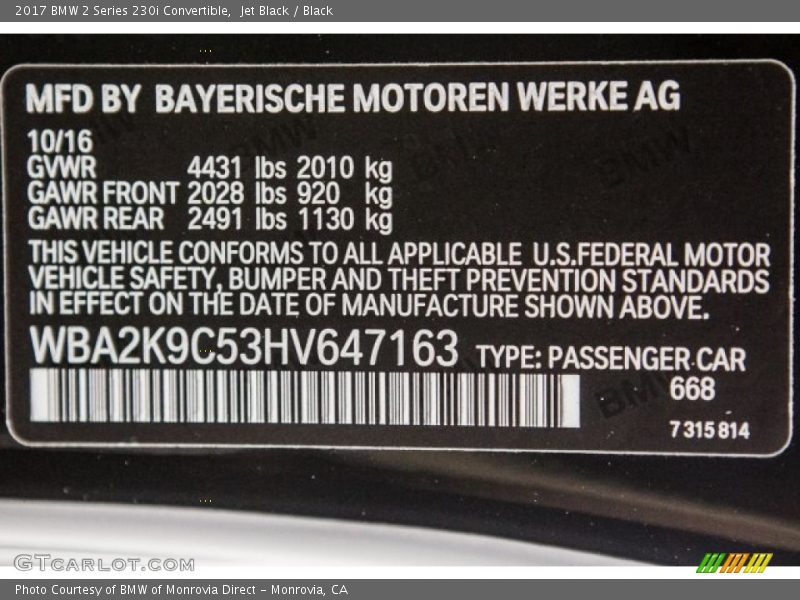 2017 BMW 2 Series 230i Convertible, Jet Black / Black
MFD BY BAYERISCHE MOTOREN WERKE AG
10/16
GVWR 4431 lbs 2010 kg
GAWR FRONT 2028 lbs 920 kg
GAWR REAR 2491 lbs 1130 kg
THIS VEHICLE CONFORMS TO ALL APPLICABLE U.S.FEDERAL MOTOR
VEHICLE SAFETY, BUMPER AND THEFT PREVENTION STANDARDS
IN EFFECT ON THE DATE OF MANUFACTURE SHOWN ABOVE.
WBA2K9C53HV647163 TYPE: PASSENGER CAR
668
7 315 814
GTCARLOT.COM
Photo Courtesy of BMW of Monrovia Direct - Monrovia, CA